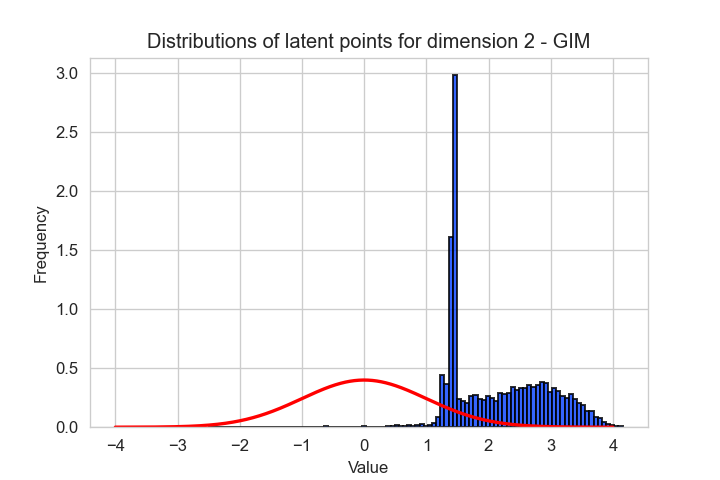 Distributions of latent points for dimension 2 - GIM
Frequency
3.0
2.5
2.0
1.5
1.0
0.5
0.0
−4 −3 −2 −1 0 1 2 3 4
Value